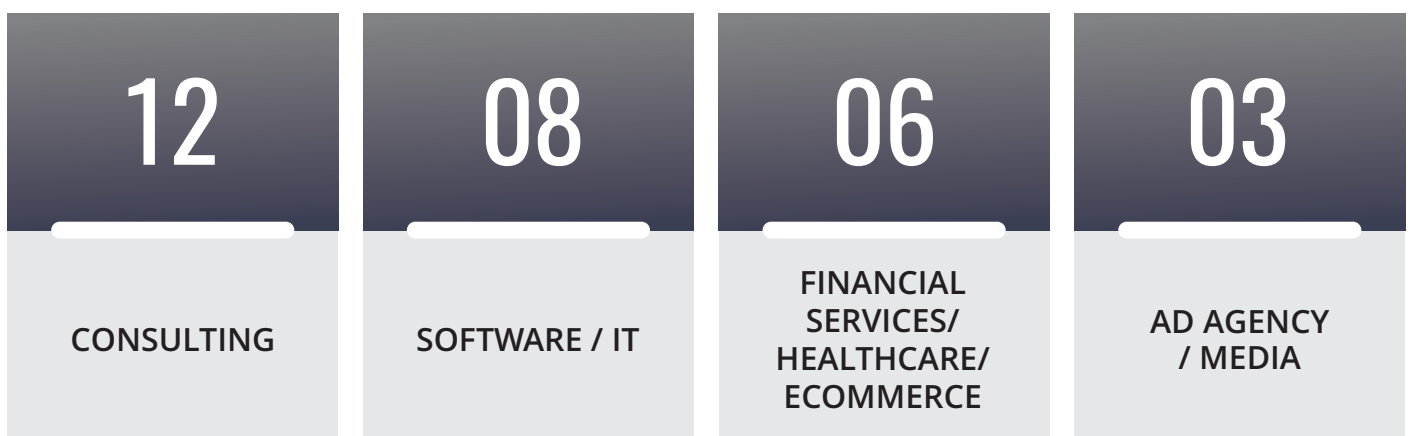 12
CONSULTING
08
SOFTWARE / IT
06
FINANCIAL
SERVICES/
HEALTHCARE/
ECOMMERCE
03
AD AGENCY
/ MEDIA